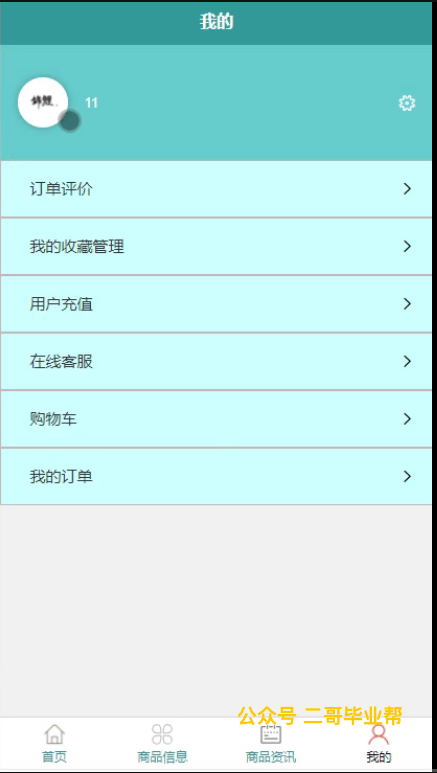 我的
锦鲤.
11
订单评价
我的收藏管理
用户充值
在线客服
购物车
我的订单
公众号 二哥毕业帮
首页
商品信息
商品资讯
我的